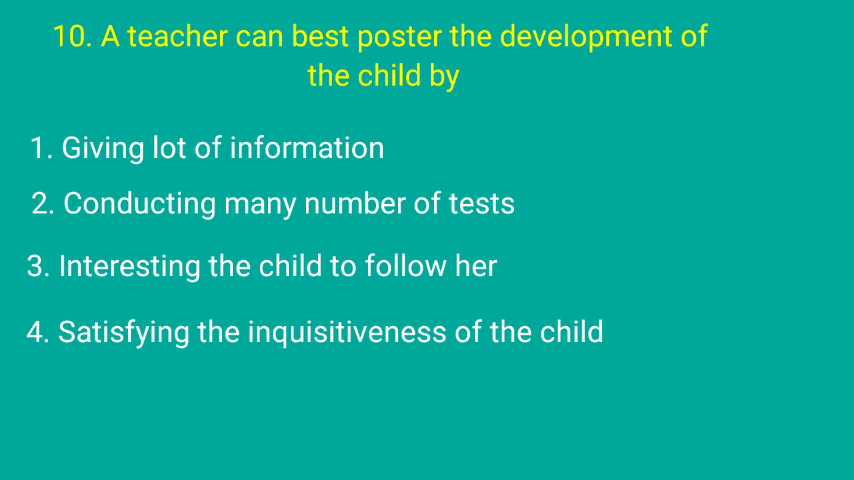 10. A teacher can best poster the development of
the child by
1. Giving lot of information
2. Conducting many number of tests
3. Interesting the child to follow her
4. Satisfying the inquisitiveness of the child